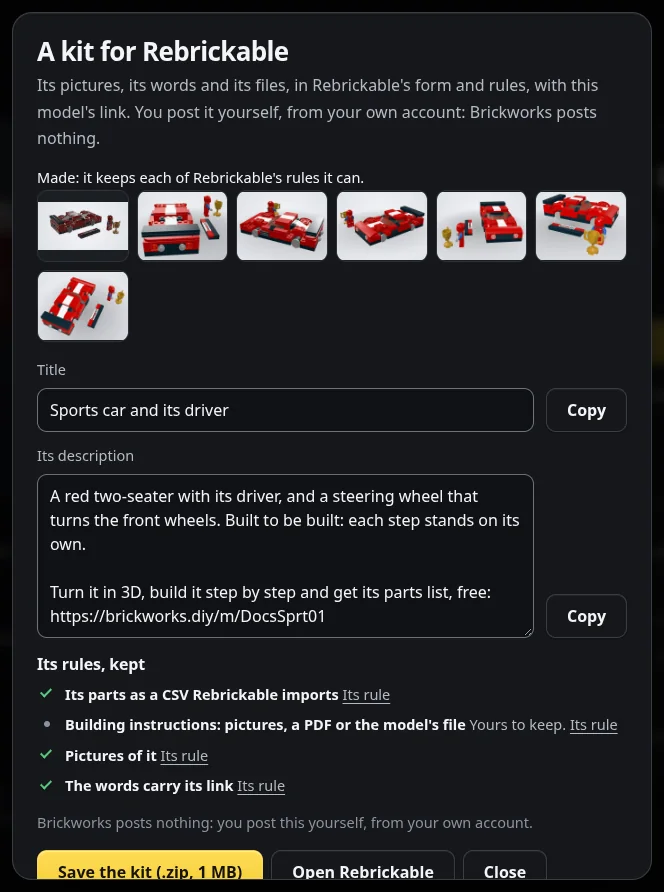 A kit for Rebrickable
Its pictures, its words and its files, in Rebrickable's form and rules, with this
model's link. You post it yourself, from your own account: Brickworks posts
nothing.
Made: it keeps each of Rebrickable's rules it can.
Title
Sports car and its driver
Copy
Its description
A red two-seater with its driver, and a steering wheel that
turns the front wheels. Built to be built: each step stands on its
own.
Turn it in 3D, build it step by step and get its parts list, free:
https://brickworks.diy/m/DocsSprt01
Copy
Its rules, kept
Its parts as a CSV Rebrickable imports Its rule
Building instructions: pictures, a PDF or the model's file Yours to keep. Its rule
Pictures of it Its rule
The words carry its link Its rule
Brickworks posts nothing: you post this yourself, from your own account.
Save the kit (.zip, 1 MB)
Open Rebrickable
Close